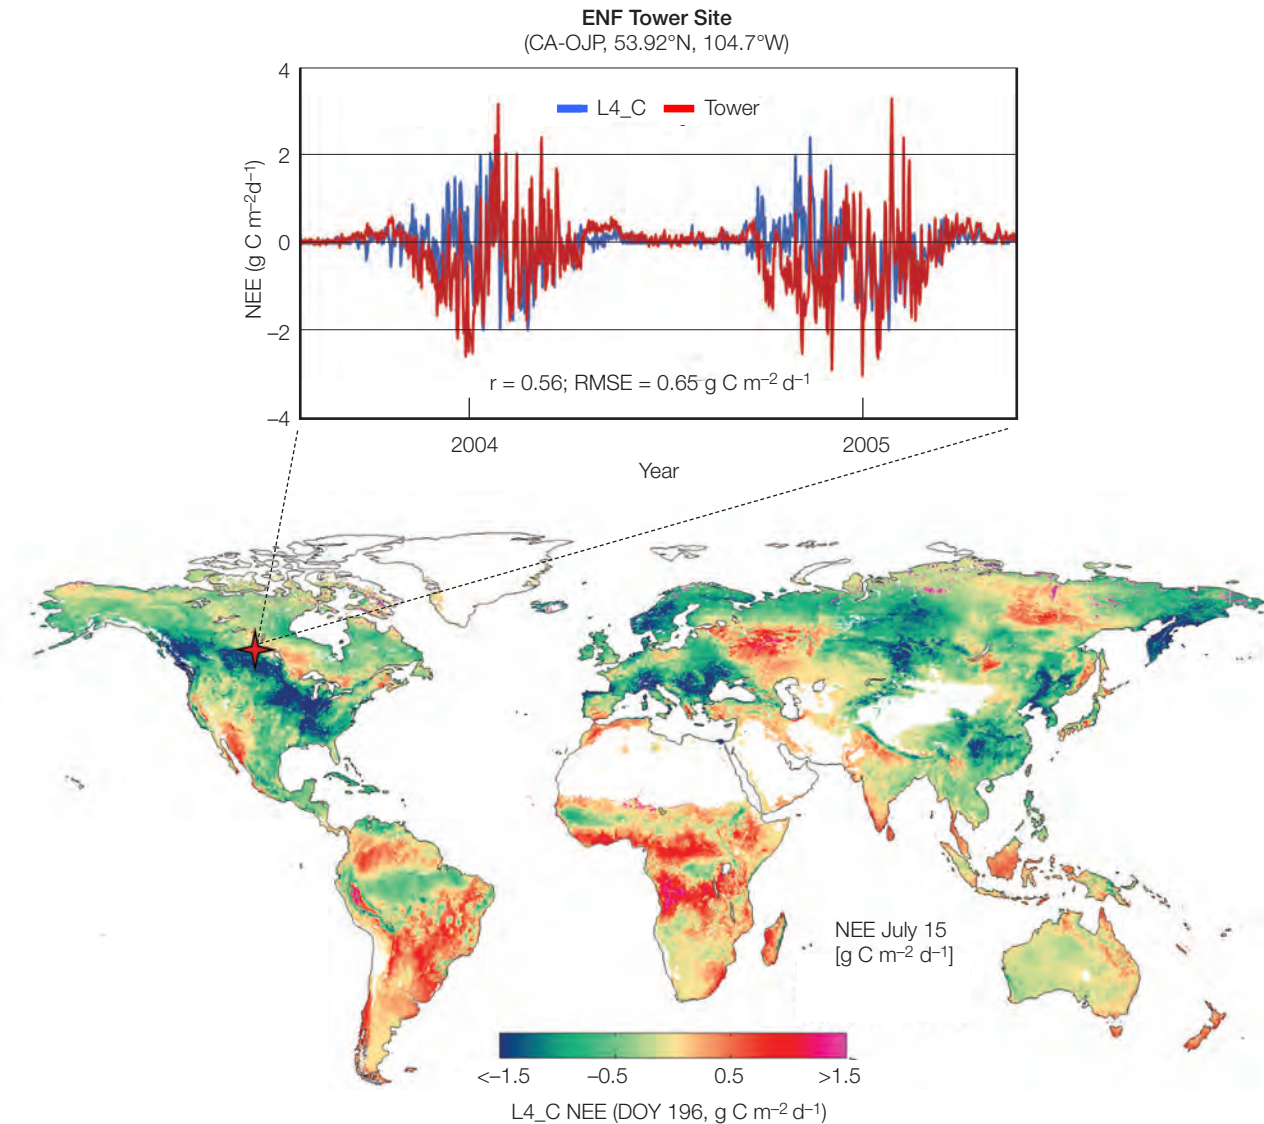 ENF Tower Site
(CA-OJP, 53.92°N, 104.7°W)
4
L4_C Tower
2
0
–2
–4
NEE (g C m–2d–1)
r = 0.56; RMSE = 0.65 g C m–2 d–1
2004 2005
Year
NEE July 15
[g C m–2 d–1]
<–1.5 –0.5 0.5 >1.5
L4_C NEE (DOY 196, g C m–2 d–1)